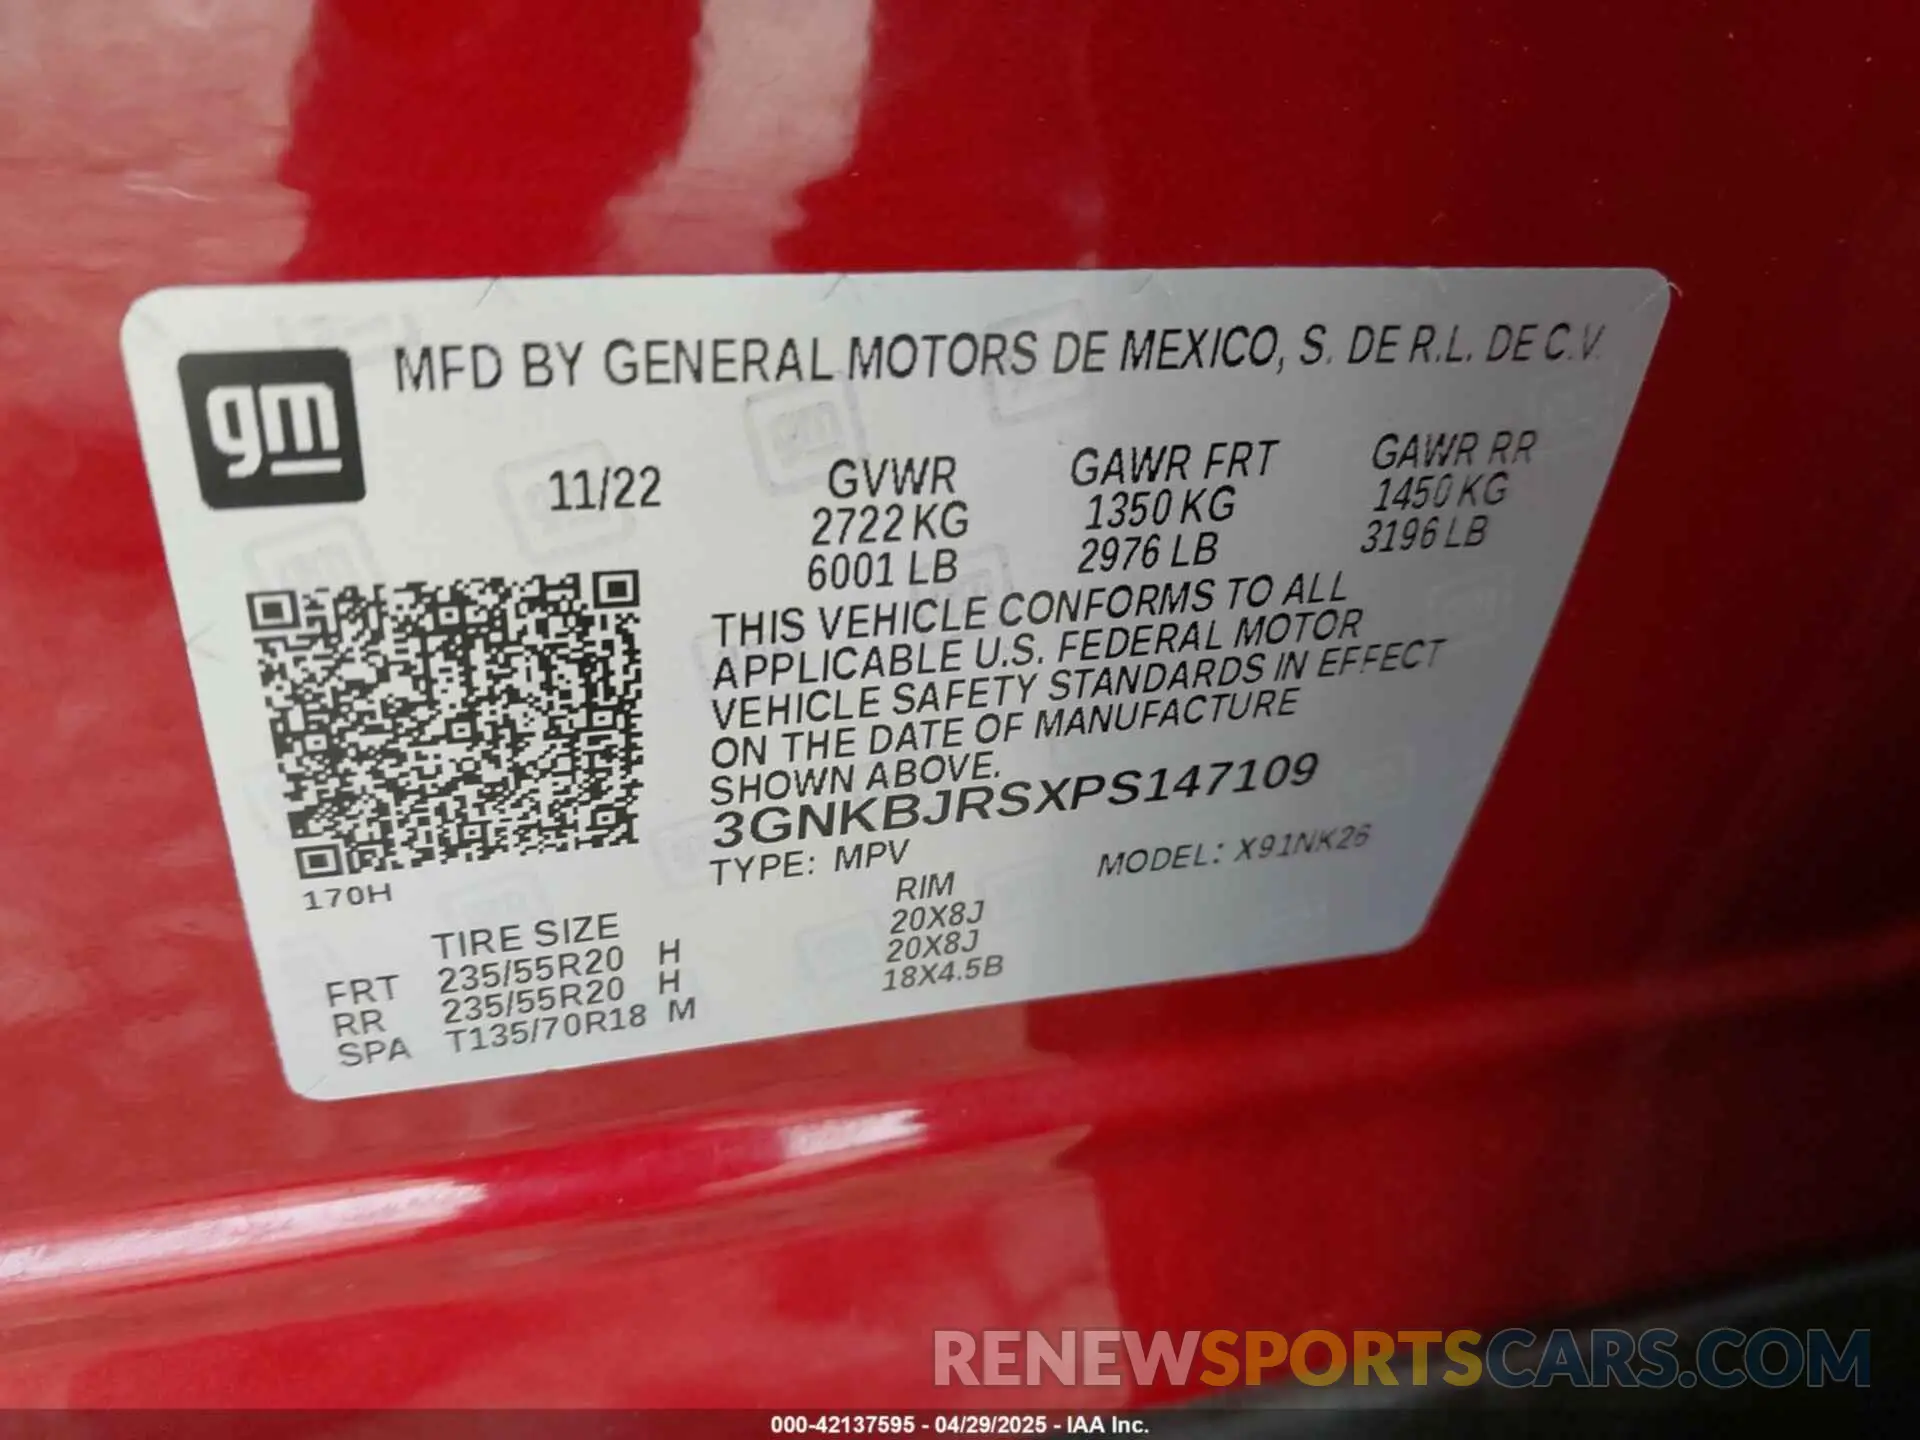 gm
MFD BY GENERAL MOTORS DE MEXICO, S. DE R.L. DE C.V.
11/22
GVWR GAWR FRT GAWR RR
2722 KG 1350 KG 1450 KG
6001 LB 2976 LB 3196 LB
THIS VEHICLE CONFORMS TO ALL
APPLICABLE U.S. FEDERAL MOTOR
VEHICLE SAFETY STANDARDS IN EFFECT
ON THE DATE OF MANUFACTURE
SHOWN ABOVE.
3GNKBJRSXPS147109
TYPE: MPV MODEL: X91NK26
170H
TIRE SIZE RIM
FRT 235/55R20 H 20X8J
RR 235/55R20 H 20X8J
SPA T135/70R18 M 18X4.5B
RENEWSPORTSCARS.COM
000-42137595 - 04/29/2025 - IAA Inc.